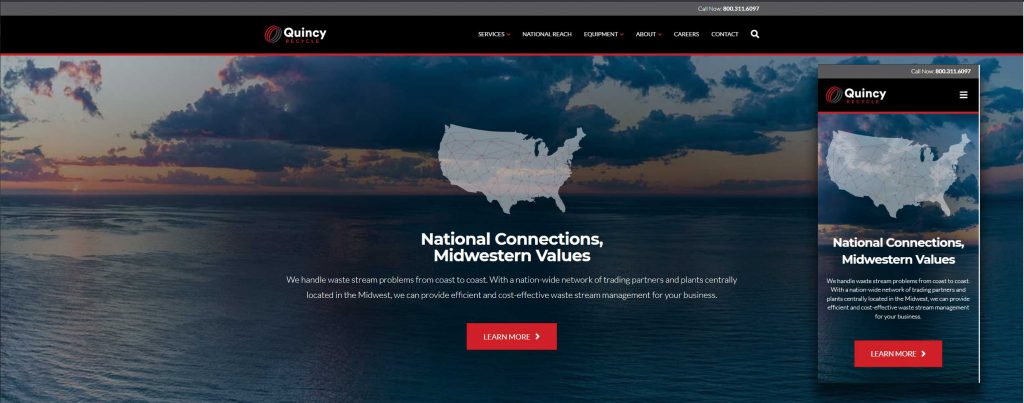 Call Now: 800.311.6097
Quincy
RECYCLE
SERVICES NATIONAL REACH EQUIPMENT ABOUT CAREERS CONTACT
National Connections,
Midwestern Values
We handle waste stream problems from coast to coast. With a nation-wide network of trading partners and plants centrally
located in the Midwest, we can provide efficient and cost-effective waste stream management for your business.
LEARN MORE
Call Now: 800.311.6097
Quincy
RECYCLE
National Connections,
Midwestern Values
We handle waste stream problems from coast to coast.
With a nation-wide network of trading partners and
plants centrally located in the Midwest, we can provide
efficient and cost-effective waste stream management
for your business.
LEARN MORE